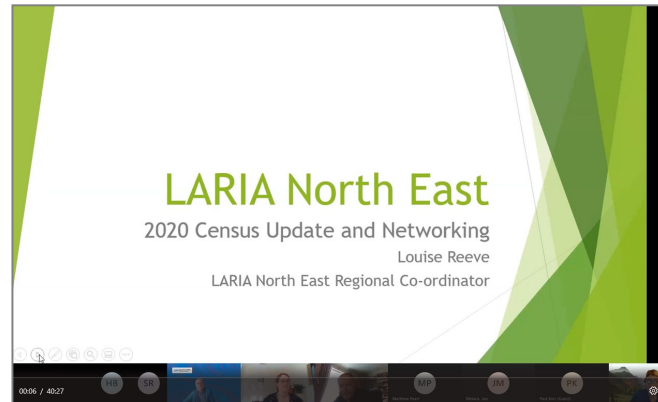 LARIA North East
2020 Census Update and Networking
Louise Reeve
LARIA North East Regional Co-ordinator
HB
SR
MP
JM
PK
00:06 / 40:27